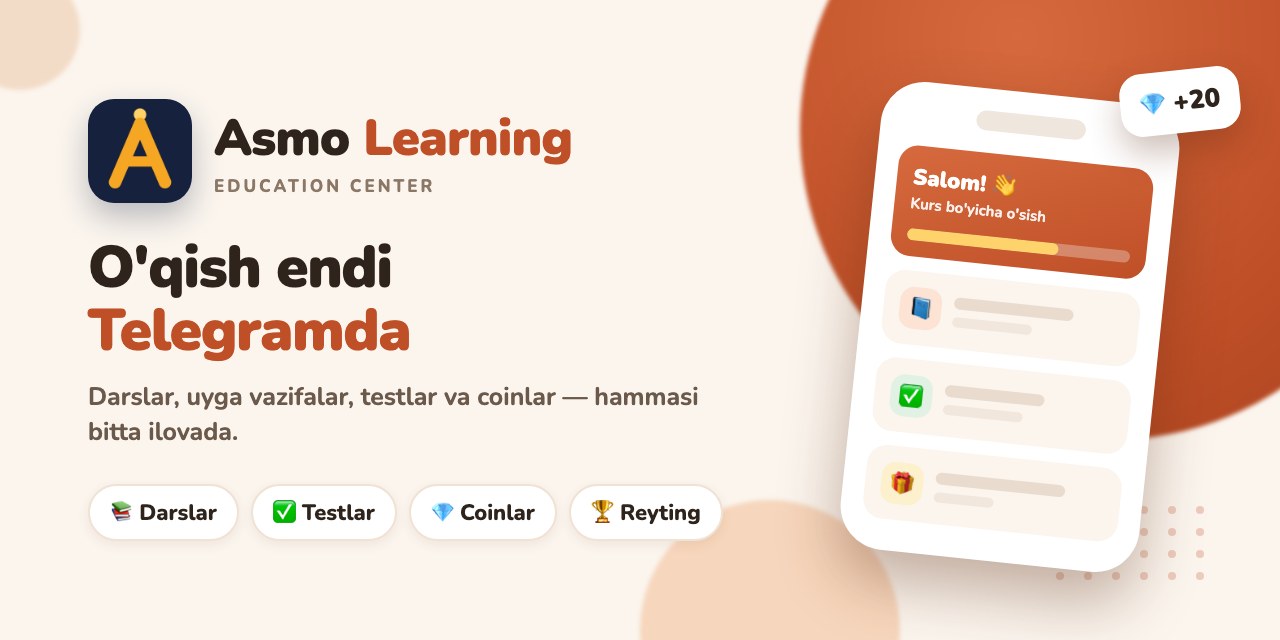 Asmo Learning
EDUCATION CENTER
O'qish endi
Telegramda
Darslar, uyga vazifalar, testlar va coinlar — hammasi
bitta ilovada.
📚 Darslar
✅ Testlar
💎 Coinlar
🏆 Reyting
💎 +20
Salom! 👋
Kurs bo'yicha o'sish